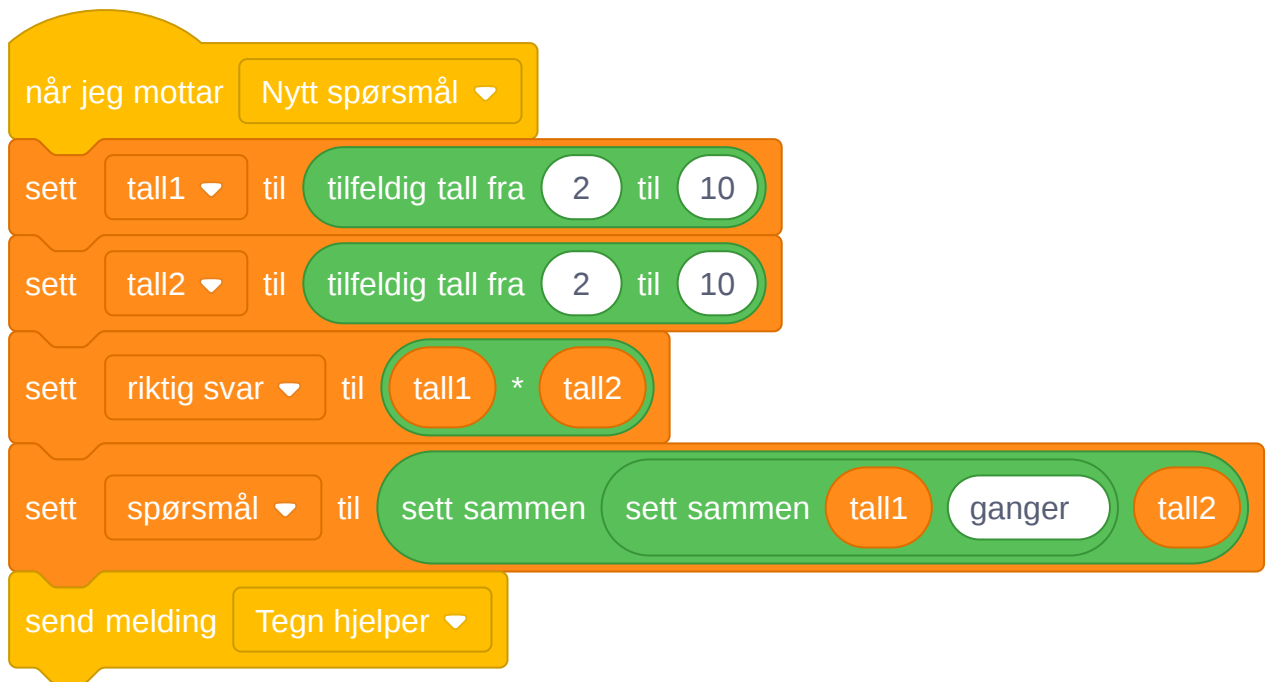 når jeg mottar Nytt spørsmål
sett tall1 til tilfeldig tall fra 2 til 10
sett tall2 til tilfeldig tall fra 2 til 10
sett riktig svar til tall1 * tall2
sett spørsmål til sett sammen sett sammen tall1 ganger tall2
send melding Tegn hjelper